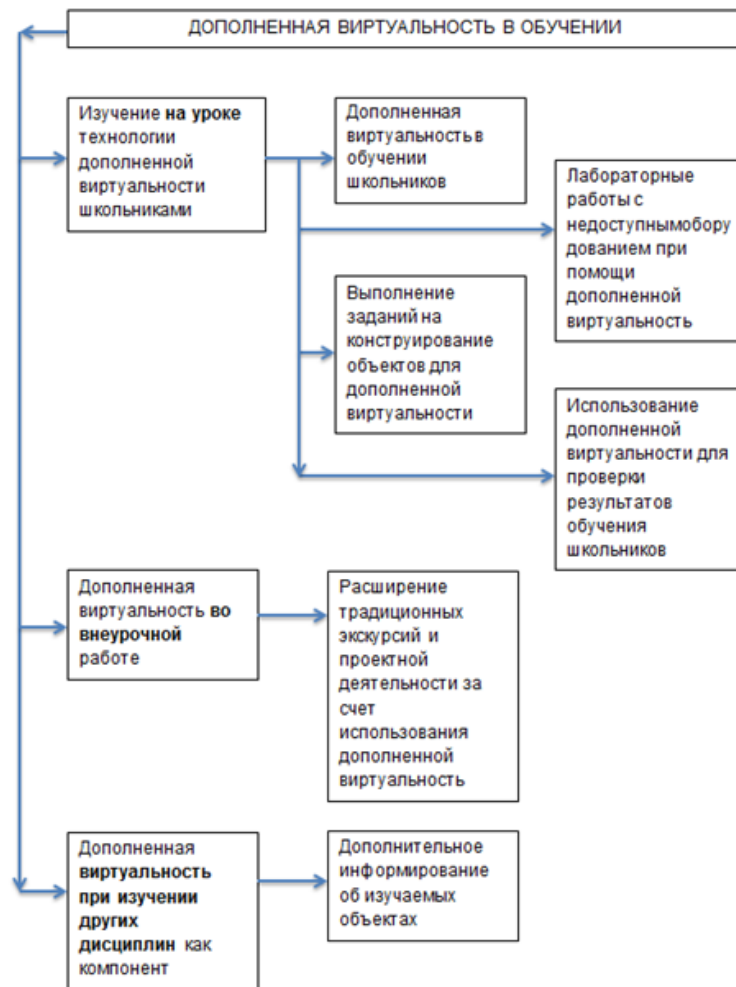 ДОПОЛНЕННАЯ ВИРТУАЛЬНОСТЬ В ОБУЧЕНИИ
Изучение на уроке
технологии
дополненной
виртуальности
школьниками
Дополненная
виртуальность в
обучении
школьников
Лабораторные
работы с
недоступнымобору
дованием при
помощи
дополненной
виртуальность
Выполнение
заданий на
конструирование
объектов для
дополненной
виртуальности
Использование
дополненной
виртуальности для
проверки
результатов
обучения
школьников
Дополненная
виртуальность во
внеурочной
работе
Расширение
традиционных
экскурсий и
проектной
деятельности за
счет
использования
дополненной
виртуальность
Дополненная
виртуальность
при изучении
других
дисциплин как
компонент
Дополнительное
информирование
об изучаемых
объектах